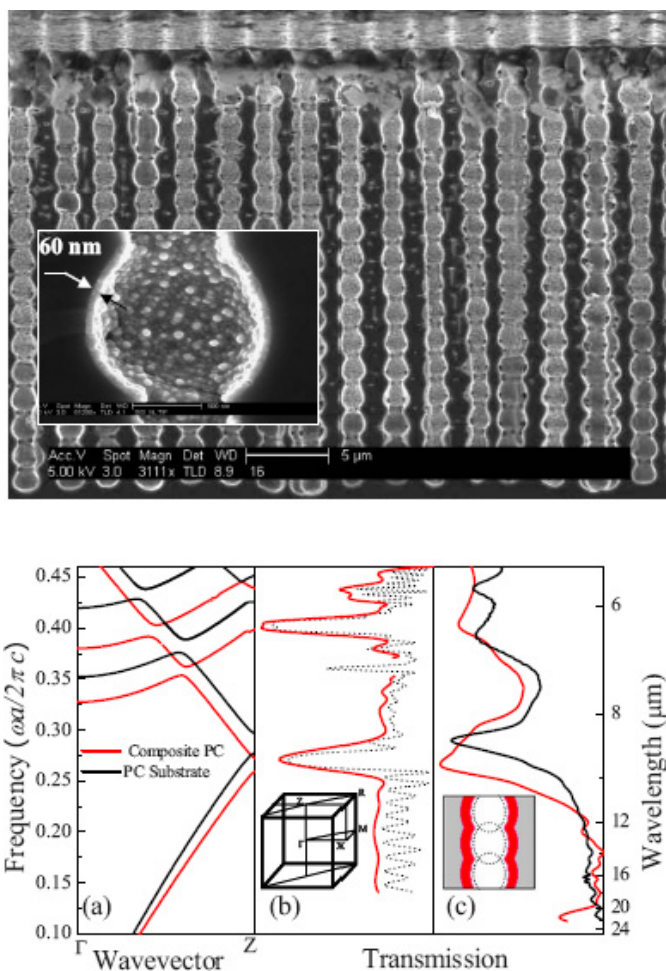 60 nm
Acc.V Spot Magn Det WD 5 μm
5.00 kV 3.0 3111x TLD 8.9 16
0.45
0.40
0.35
0.30
0.25
0.20
0.15
0.10
Frequency (ωa/2πc)
Composite PC
PC Substrate
(a)
Γ Wavevector Z
Z R
Γ M
X
(b)
(c)
Transmission
6
8
10
12
16
20
24
Wavelength (μm)